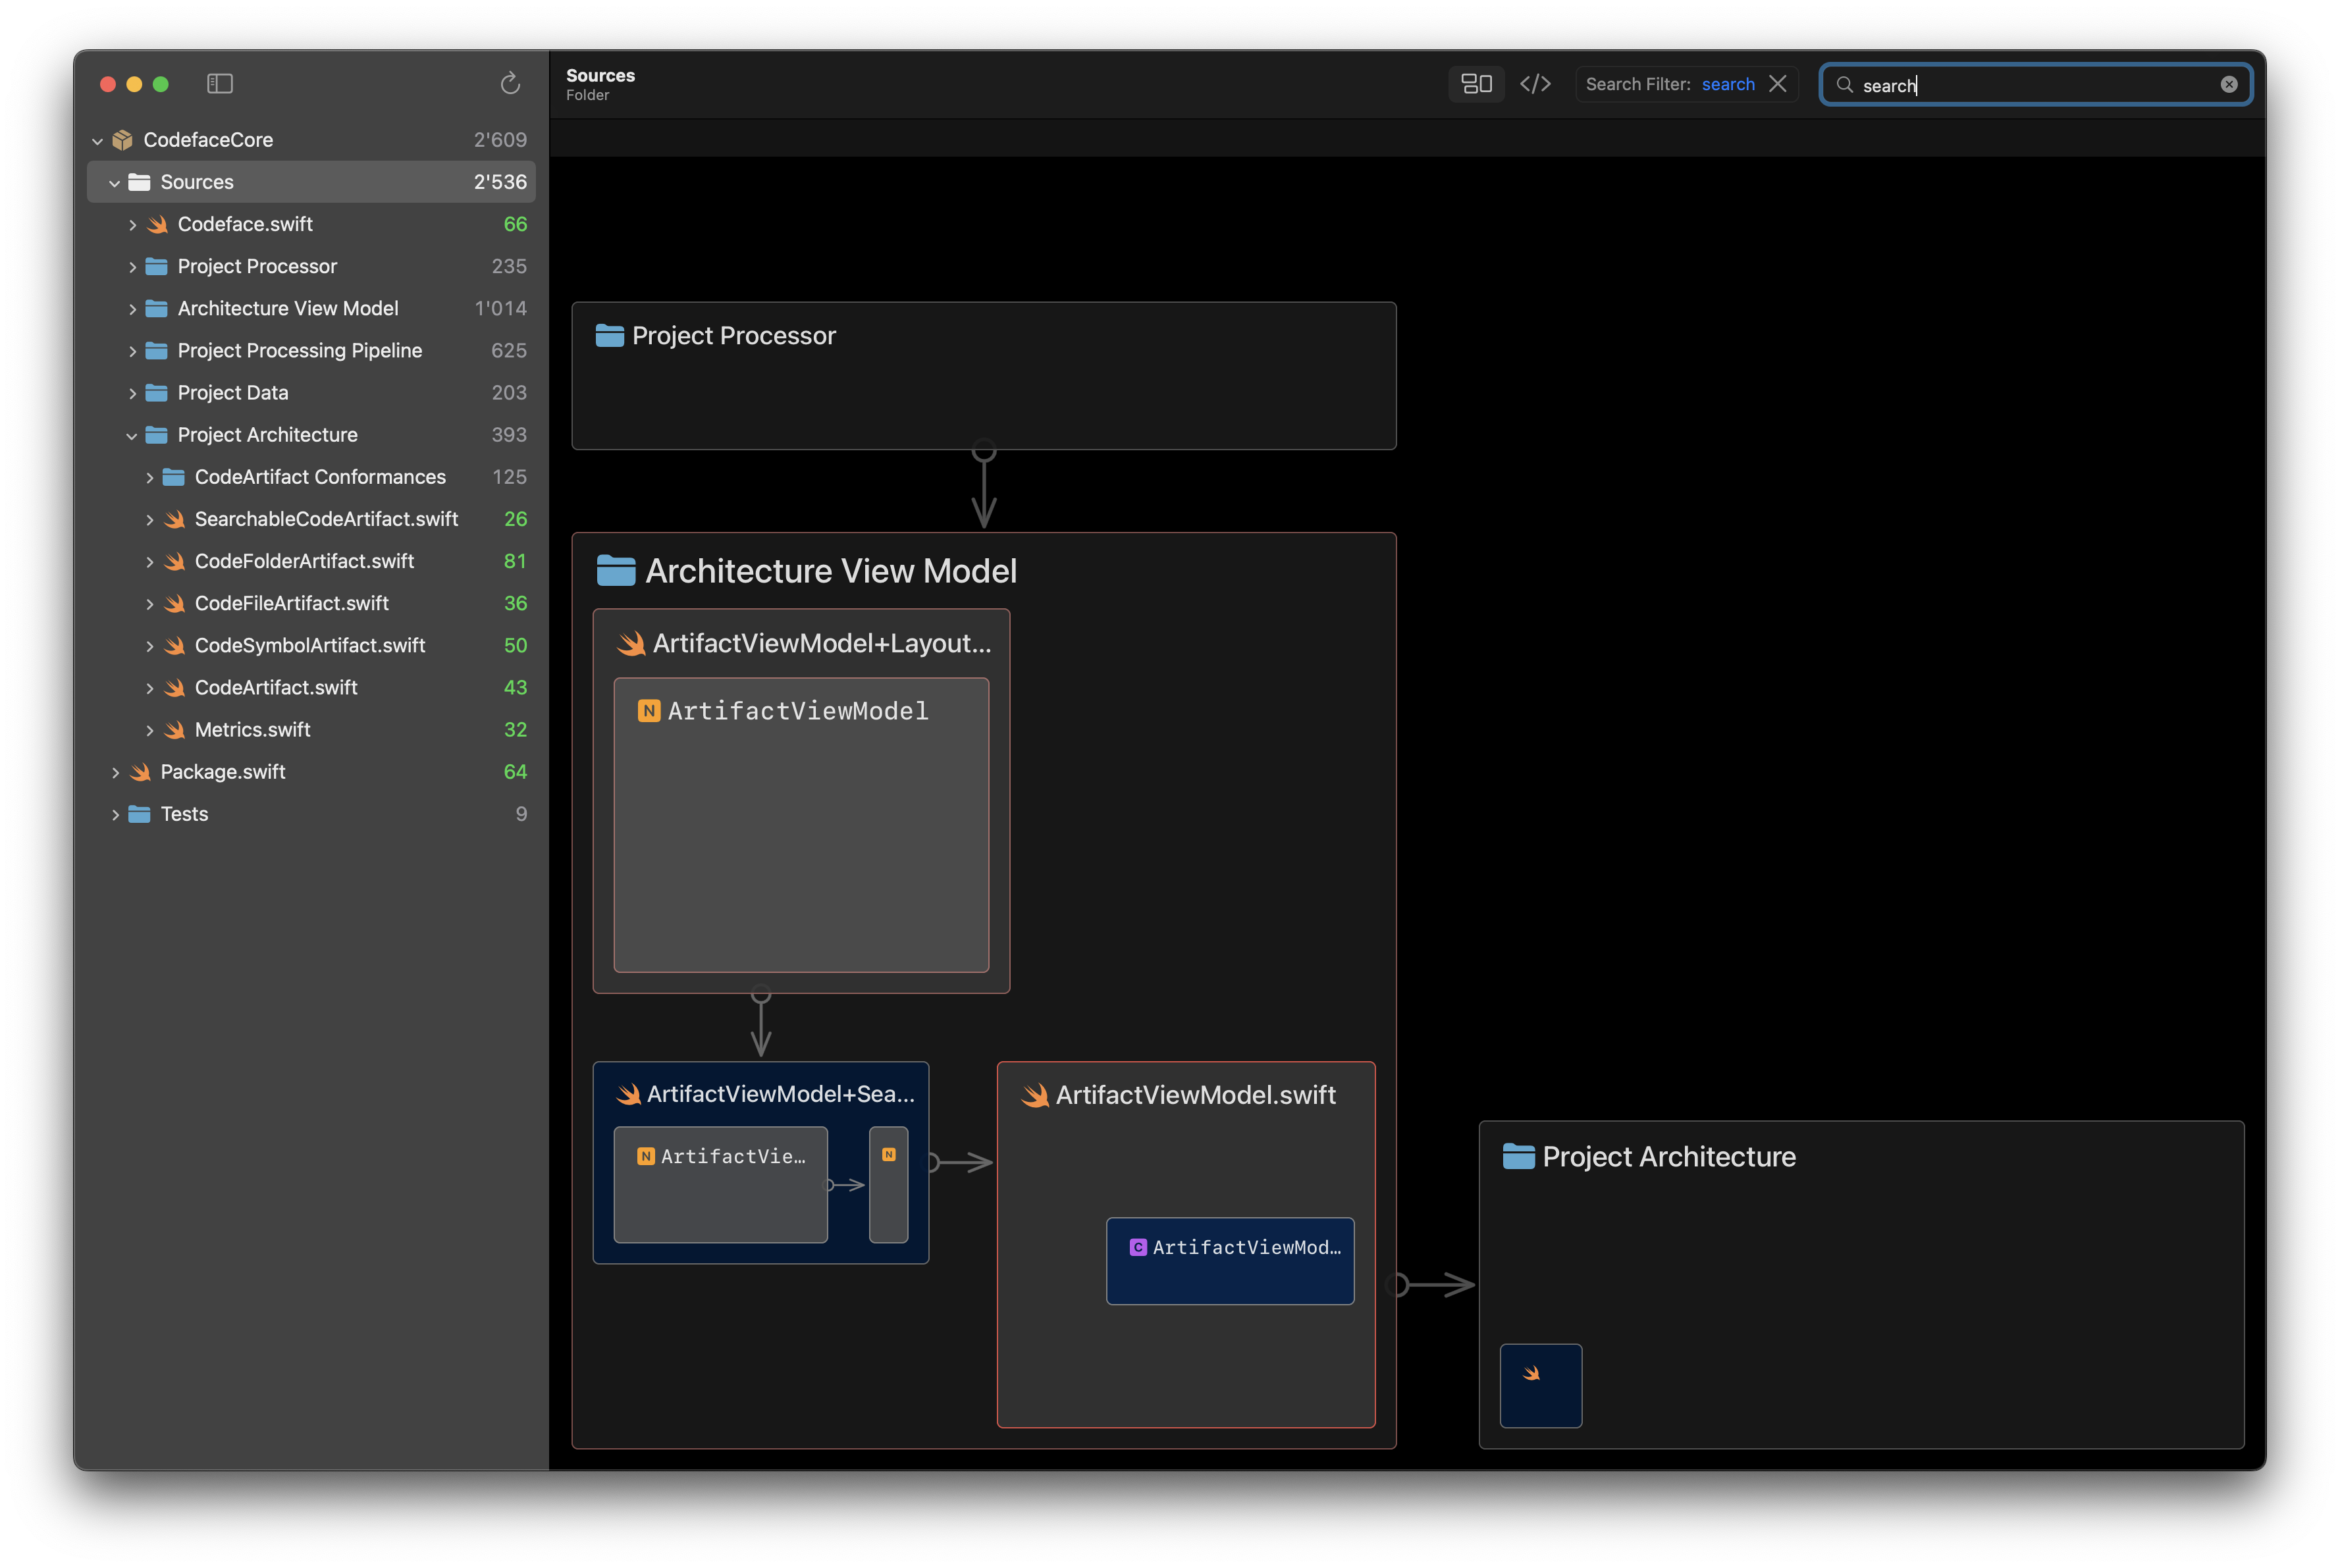 CodefaceCore 2'609
Sources 2'536
Codeface.swift 66
Project Processor 235
Architecture View Model 1'014
Project Processing Pipeline 625
Project Data 203
Project Architecture 393
CodeArtifact Conformances 125
SearchableCodeArtifact.swift 26
CodeFolderArtifact.swift 81
CodeFileArtifact.swift 36
CodeSymbolArtifact.swift 50
CodeArtifact.swift 43
Metrics.swift 32
Package.swift 64
Tests 9
Sources
Folder
Search Filter: search
search
Project Processor
Architecture View Model
ArtifactViewModel+Layout...
N ArtifactViewModel
ArtifactViewModel+Sea...
N ArtifactVie...
N
ArtifactViewModel.swift
C ArtifactViewMod...
Project Architecture